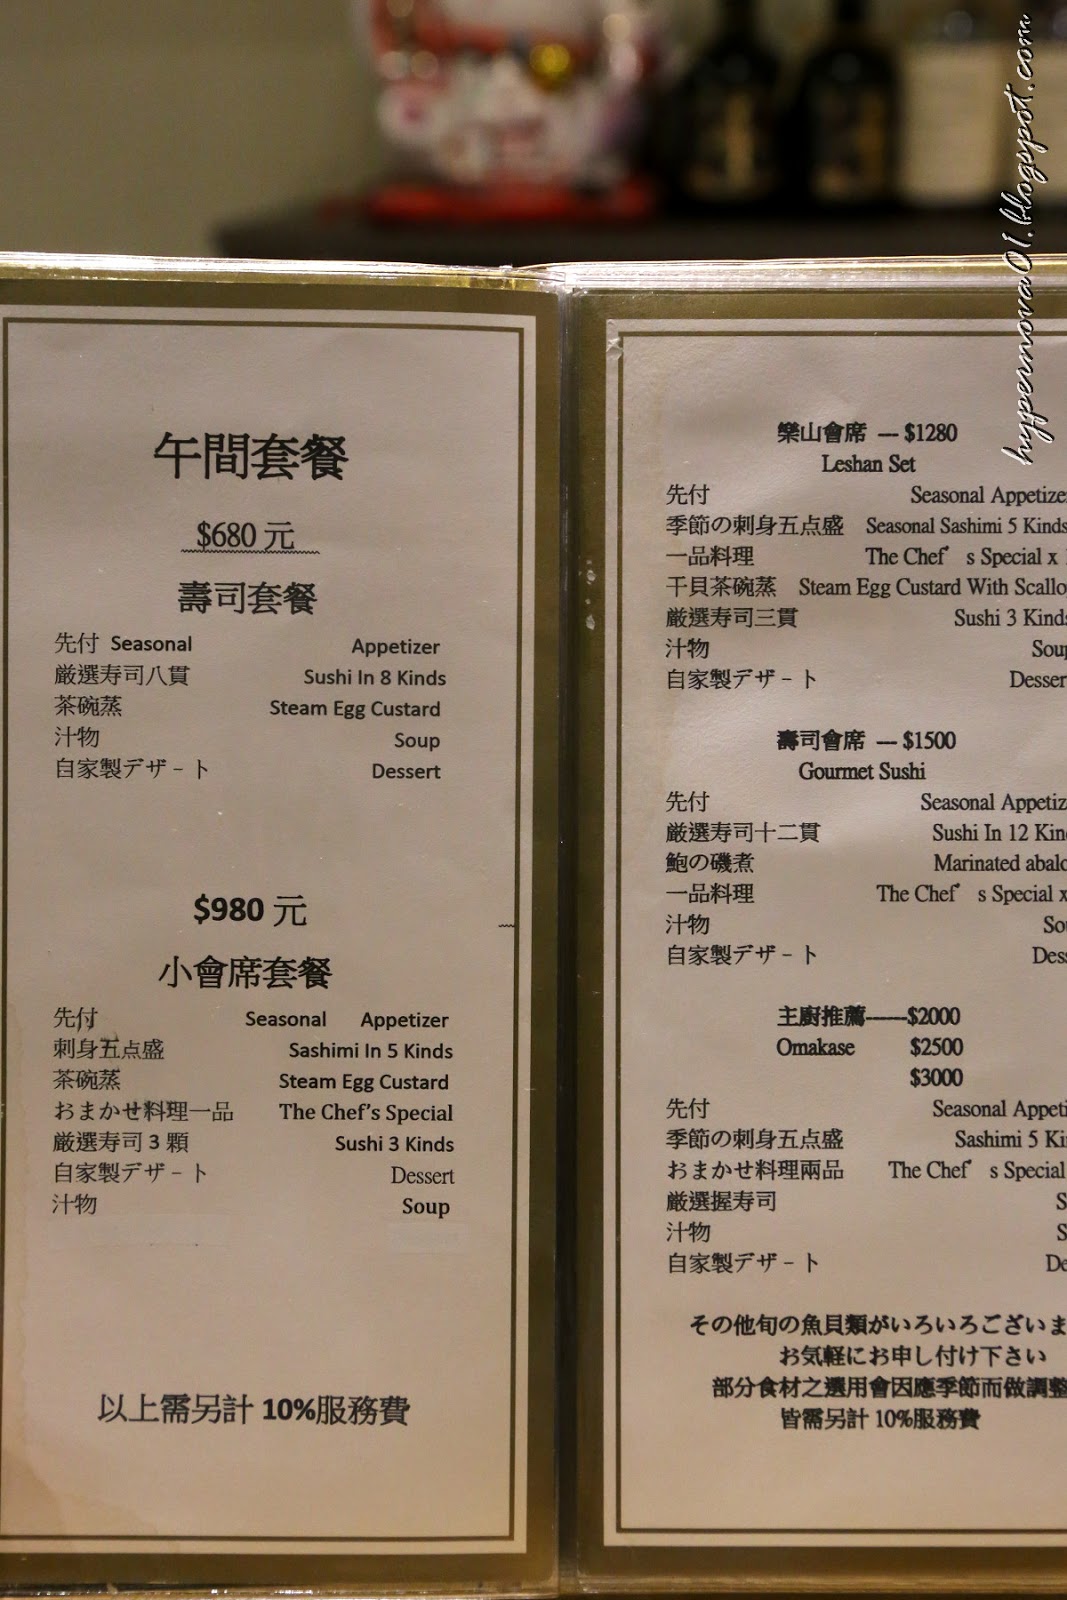 hypernova01.blogspot.com
午間套餐
$680 元
壽司套餐
先付 Seasonal Appetizer
厳選寿司八貫 Sushi In 8 Kinds
茶碗蒸 Steam Egg Custard
汁物 Soup
自家製デザ－ト Dessert
$980 元
小會席套餐
先付 Seasonal Appetizer
刺身五点盛 Sashimi In 5 Kinds
茶碗蒸 Steam Egg Custard
おまかせ料理一品 The Chef's Special
厳選寿司 3 顆 Sushi 3 Kinds
自家製デザ－ト Dessert
汁物 Soup
以上需另計 10%服務費
樂山會席 --- $1280
Leshan Set
先付 Seasonal Appetizer
季節の刺身五点盛 Seasonal Sashimi 5 Kinds
一品料理 The Chef's Special x
干貝茶碗蒸 Steam Egg Custard With Scallo
厳選寿司三貫 Sushi 3 Kinds
汁物 Soup
自家製デザ－ト Dessert
壽司會席 --- $1500
Gourmet Sushi
先付 Seasonal Appetiz
厳選寿司十二貫 Sushi In 12 Kin
鮑の磯煮 Marinated abalo
一品料理 The Chef's Special x
汁物 Sou
自家製デザ－ト Dess
主廚推薦------$2000
Omakase $2500
$3000
先付 Seasonal Appeti
季節の刺身五点盛 Sashimi 5 Ki
おまかせ料理兩品 The Chef's Special
厳選握寿司 S
汁物 S
自家製デザ－ト De
その他旬の魚貝類がいろいろございま
お気軽にお申し付け下さい
部分食材之選用會因應季節而做調整
皆需另計 10%服務費